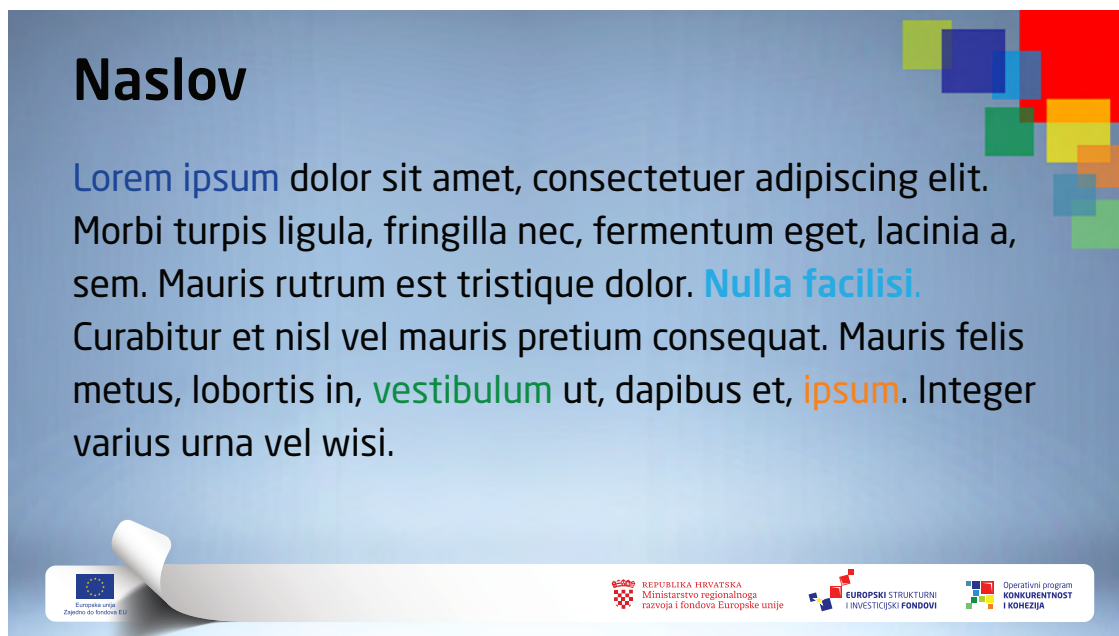 Naslov
Lorem ipsum dolor sit amet, consectetuer adipiscing elit.
Morbi turpis ligula, fringilla nec, fermentum eget, lacinia a,
sem. Mauris rutrum est tristique dolor. Nulla facilisi.
Curabitur et nisl vel mauris pretium consequat. Mauris felis
metus, lobortis in, vestibulum ut, dapibus et, ipsum. Integer
varius urna vel wisi.
Europska unija
Zajedno do fondova EU
REPUBLIKA HRVATSKA
Ministarstvo regionalnoga
razvoja i fondova Europske unije
EUROPSKI STRUKTURNI
I INVESTICIJSKI FONDOVI
Operativni program
KONKURENTNOST
I KOHEZIJA